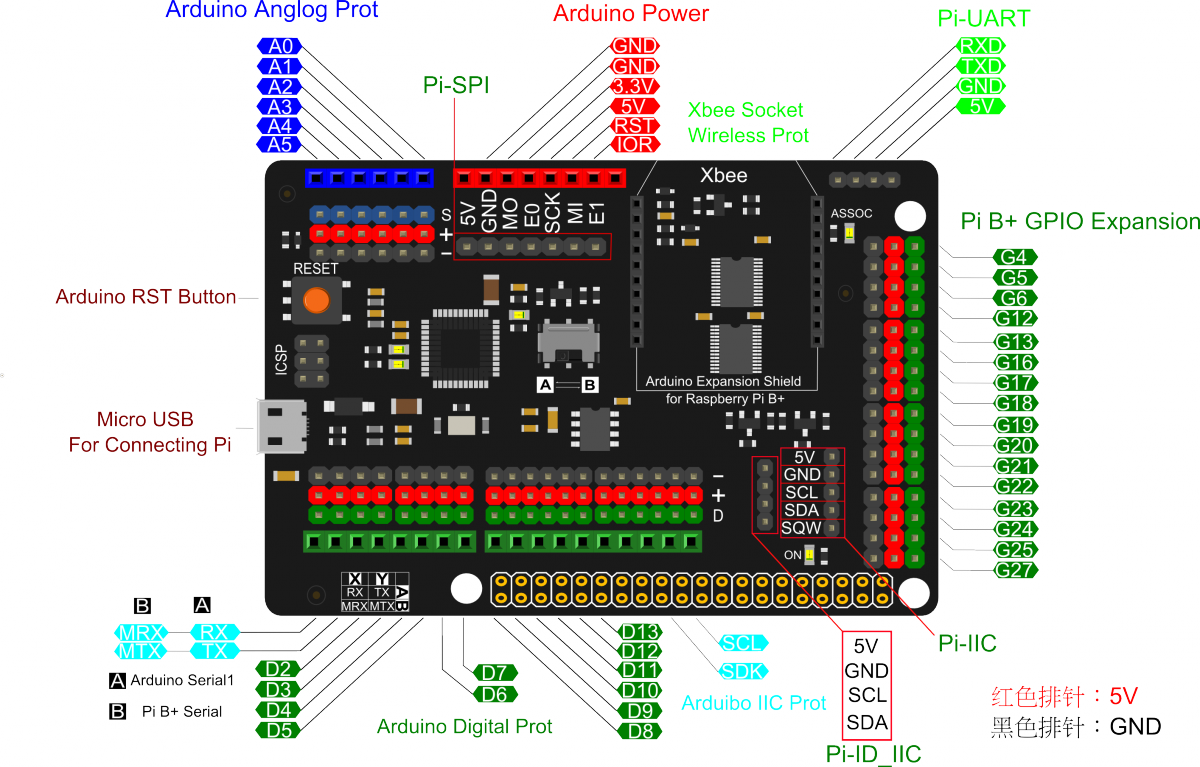 Arduino Anglog Prot
Arduino Power
Pi-UART
A0
A1
A2
A3
A4
A5
Pi-SPI
GND
GND
3.3V
5V
RST
IOR
Xbee Socket
Wireless Prot
RXD
TXD
GND
5V
Xbee
S
+
−
5V
GND
MO
E0
SCK
MI
E1
ASSOC
Pi B+ GPIO Expansion
G4
G5
G6
G12
G13
G16
G17
G18
G19
G20
G21
G22
G23
G24
G25
G27
RESET
Arduino RST Button
ICSP
A
B
Arduino Expansion Shield
for Raspberry Pi B+
Micro USB
For Connecting Pi
5V
GND
SCL
SDA
SQW
−
+
D
ON
X Y
RX TX A
MRX MTX B
B A
MRX RX
MTX TX
A Arduino Serial1
B Pi B+ Serial
D2
D3
D4
D5
D7
D6
Arduino Digital Prot
D13
D12
D11
D10
D9
D8
SCL
SDK
Arduibo IIC Prot
5V
GND
SCL
SDA
Pi-ID_IIC
Pi-IIC
红色排针：5V
黑色排针：GND